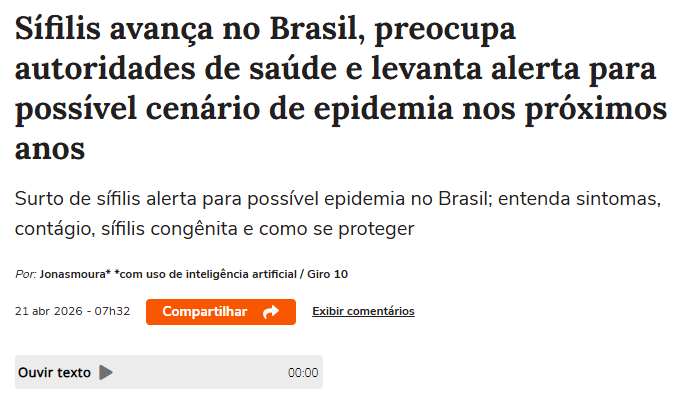 Sífilis avança no Brasil, preocupa
autoridades de saúde e levanta alerta para
possível cenário de epidemia nos próximos
anos
Surto de sífilis alerta para possível epidemia no Brasil; entenda sintomas,
contágio, sífilis congênita e como se proteger
Por: Jonasmoura* *com uso de inteligência artificial / Giro 10
21 abr 2026 - 07h32 Compartilhar Exibir comentários
Ouvir texto 00:00